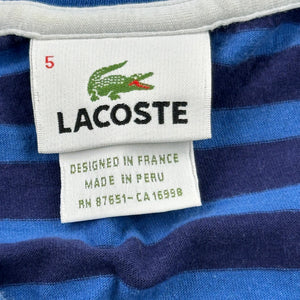 5
LACOSTE
DESIGNED IN FRANCE
MADE IN PERU
RN 87651-CA 16998